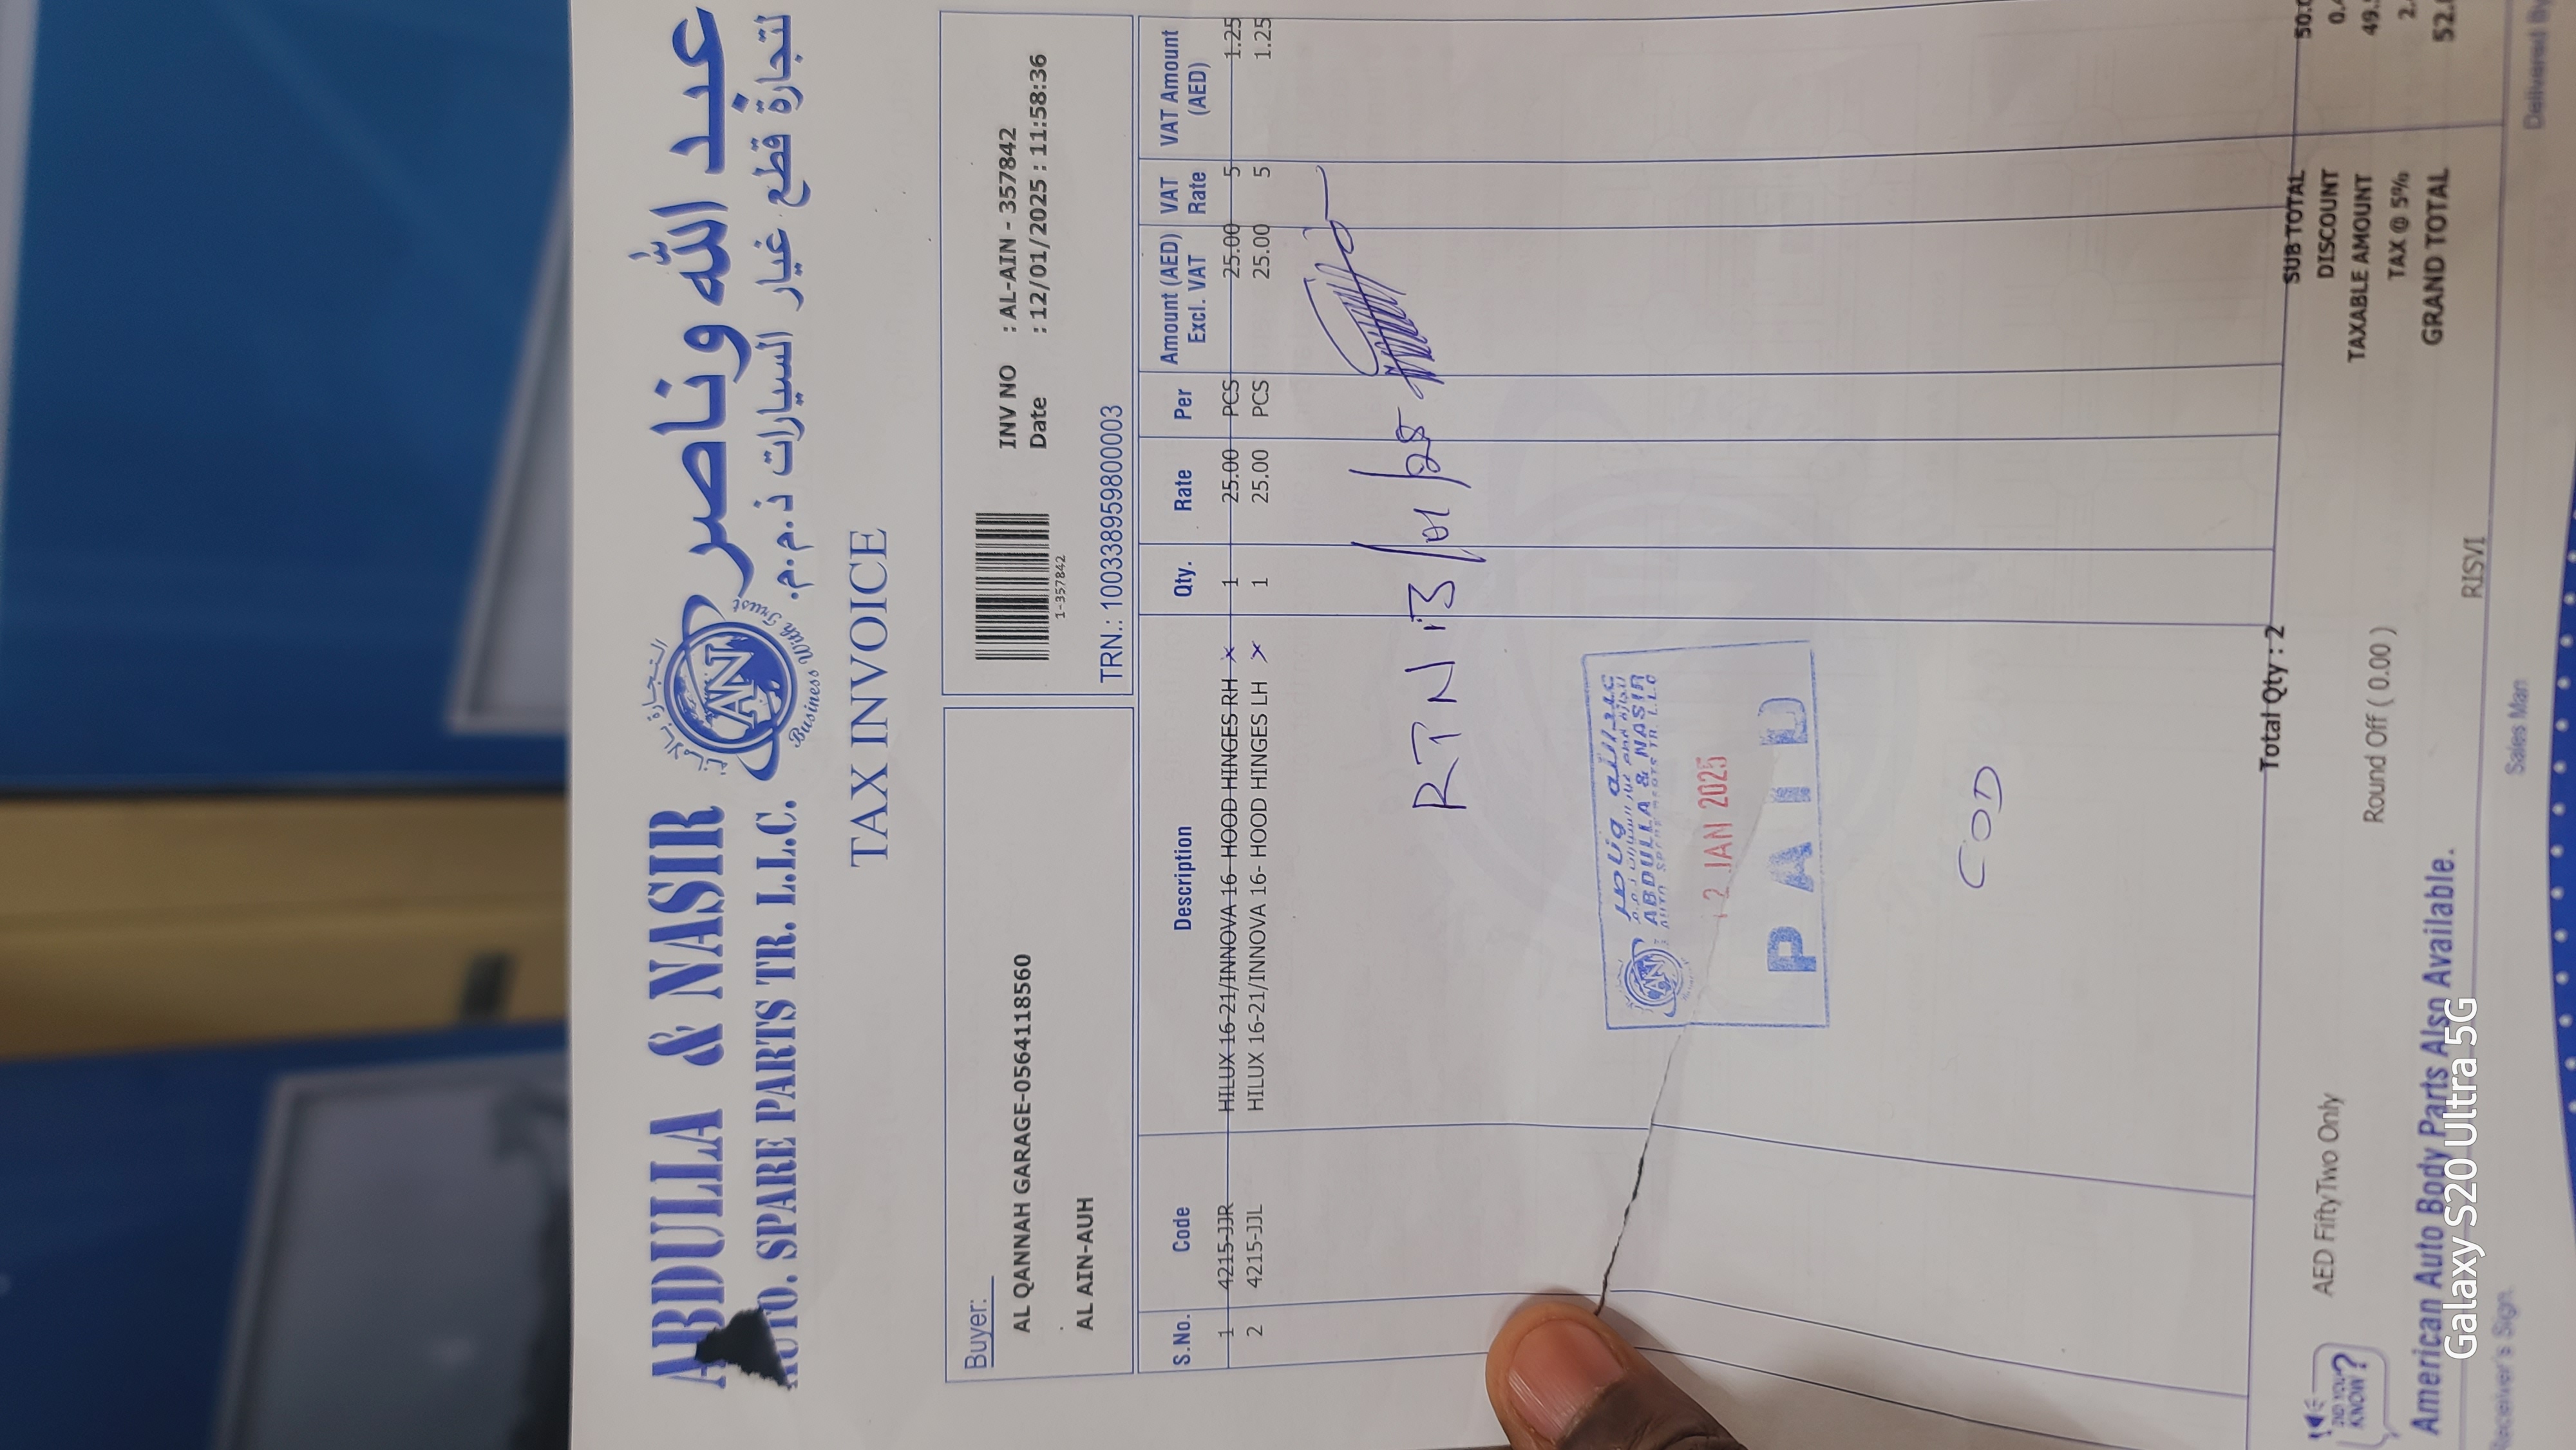 ABDULLA & NASIR
AUTO. SPARE PARTS TR. L.L.C.
عبد الله وناصر
لتجارة قطع غيار السيارات ذ.م.م.
AN
Business With Trust
TAX INVOICE
Buyer:
AL QANNAH GARAGE-0564118560
AL AIN-AUH
1-357842
INV NO : AL-AIN - 357842
Date : 12/01/2025 : 11:58:36
TRN.: 100338959800003
S.No. Code Description Qty. Rate Per Amount (AED) Excl. VAT VAT Rate VAT Amount (AED)
1 4215-JJR HILUX 16-21/INNOVA 16- HOOD HINGES RH x 1 25.00 PCS 25.00 5 1.25
2 4215-JJL HILUX 16-21/INNOVA 16- HOOD HINGES LH x 1 25.00 PCS 25.00 5 1.25
RTN 13/01/25
AN
ABDULLA & NASIR
2 JAN 2025
PAID
COD
Total Qty : 2
SUB TOTAL
DISCOUNT
TAXABLE AMOUNT
TAX @ 5%
GRAND TOTAL
AED FiftyTwo Only
Round Off ( 0.00 )
DID YOU KNOW?
American Auto Body Parts Also Available.
RISVI
Receiver's Sign.
Sales Man
Delivered By
Galaxy S20 Ultra 5G